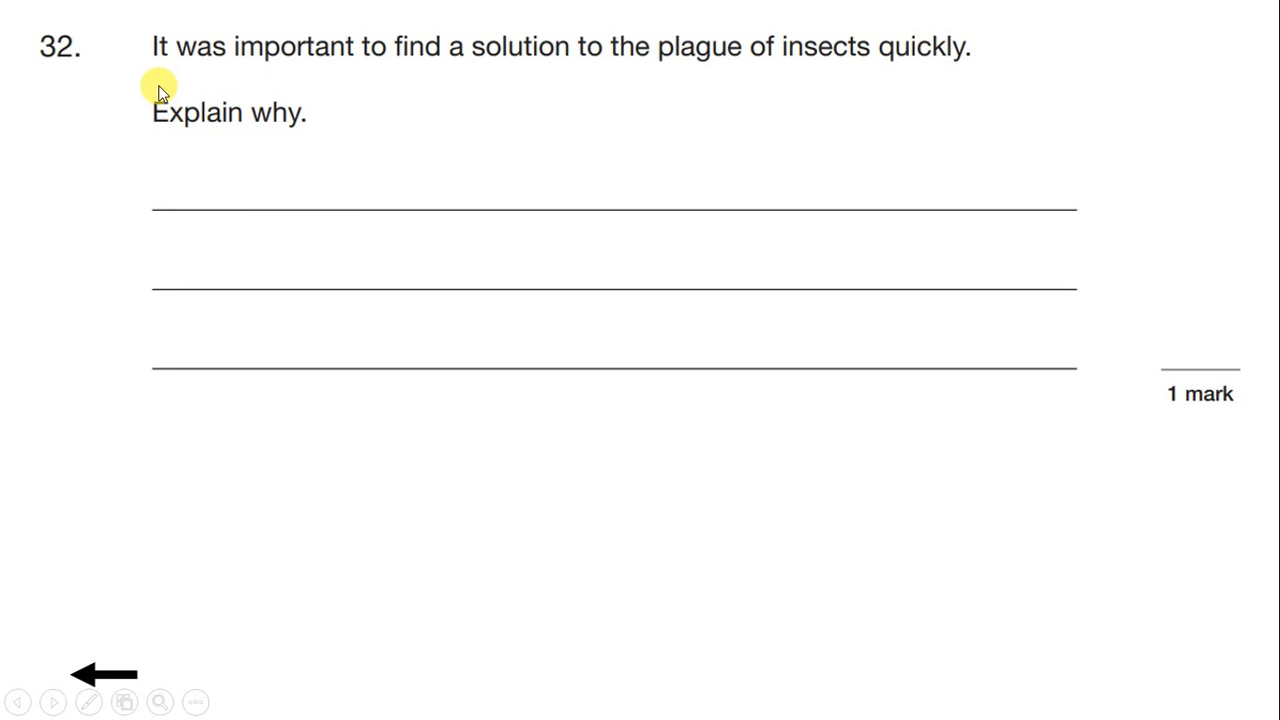 32. It was important to find a solution to the plague of insects quickly.
Explain why.
1 mark